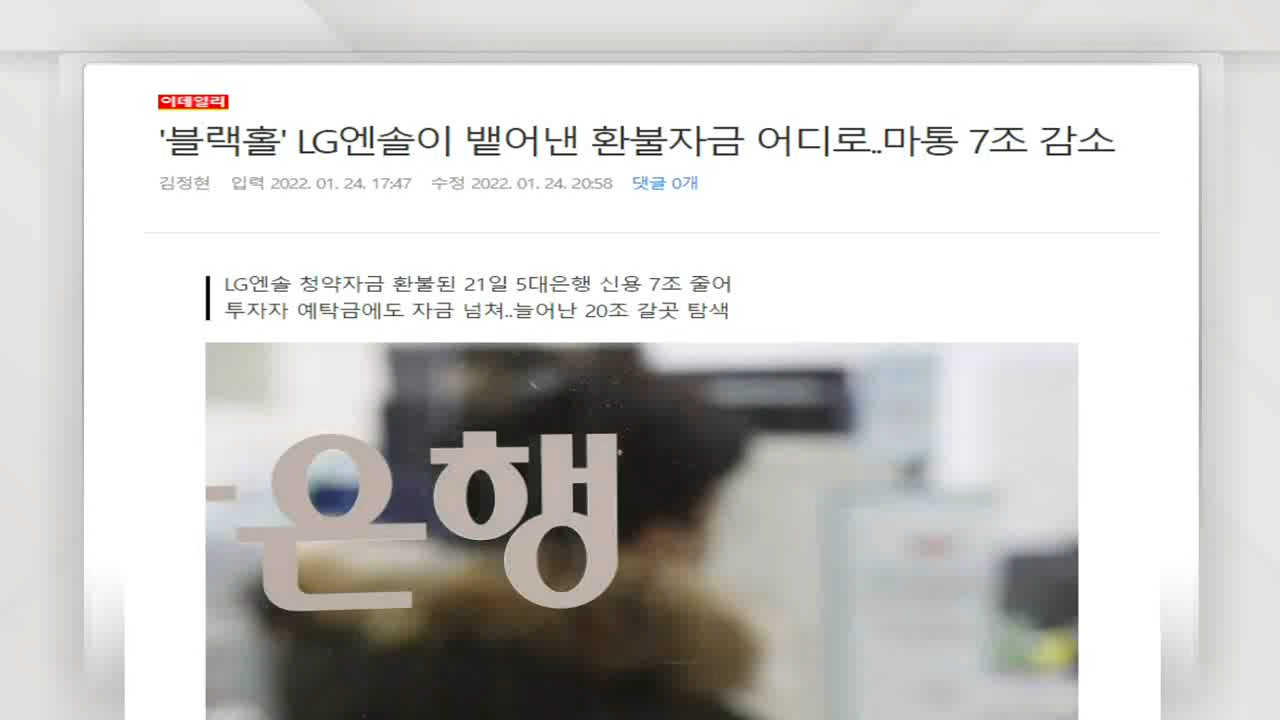 이데일리
'블랙홀' LG엔솔이 뱉어낸 환불자금 어디로..마통 7조 감소
김정현 입력 2022. 01. 24. 17:47 수정 2022. 01. 24. 20:58 댓글 0개
LG엔솔 청약자금 환불된 21일 5대은행 신용 7조 줄어
투자자 예탁금에도 자금 넘쳐..늘어난 20조 갈곳 탐색
은행